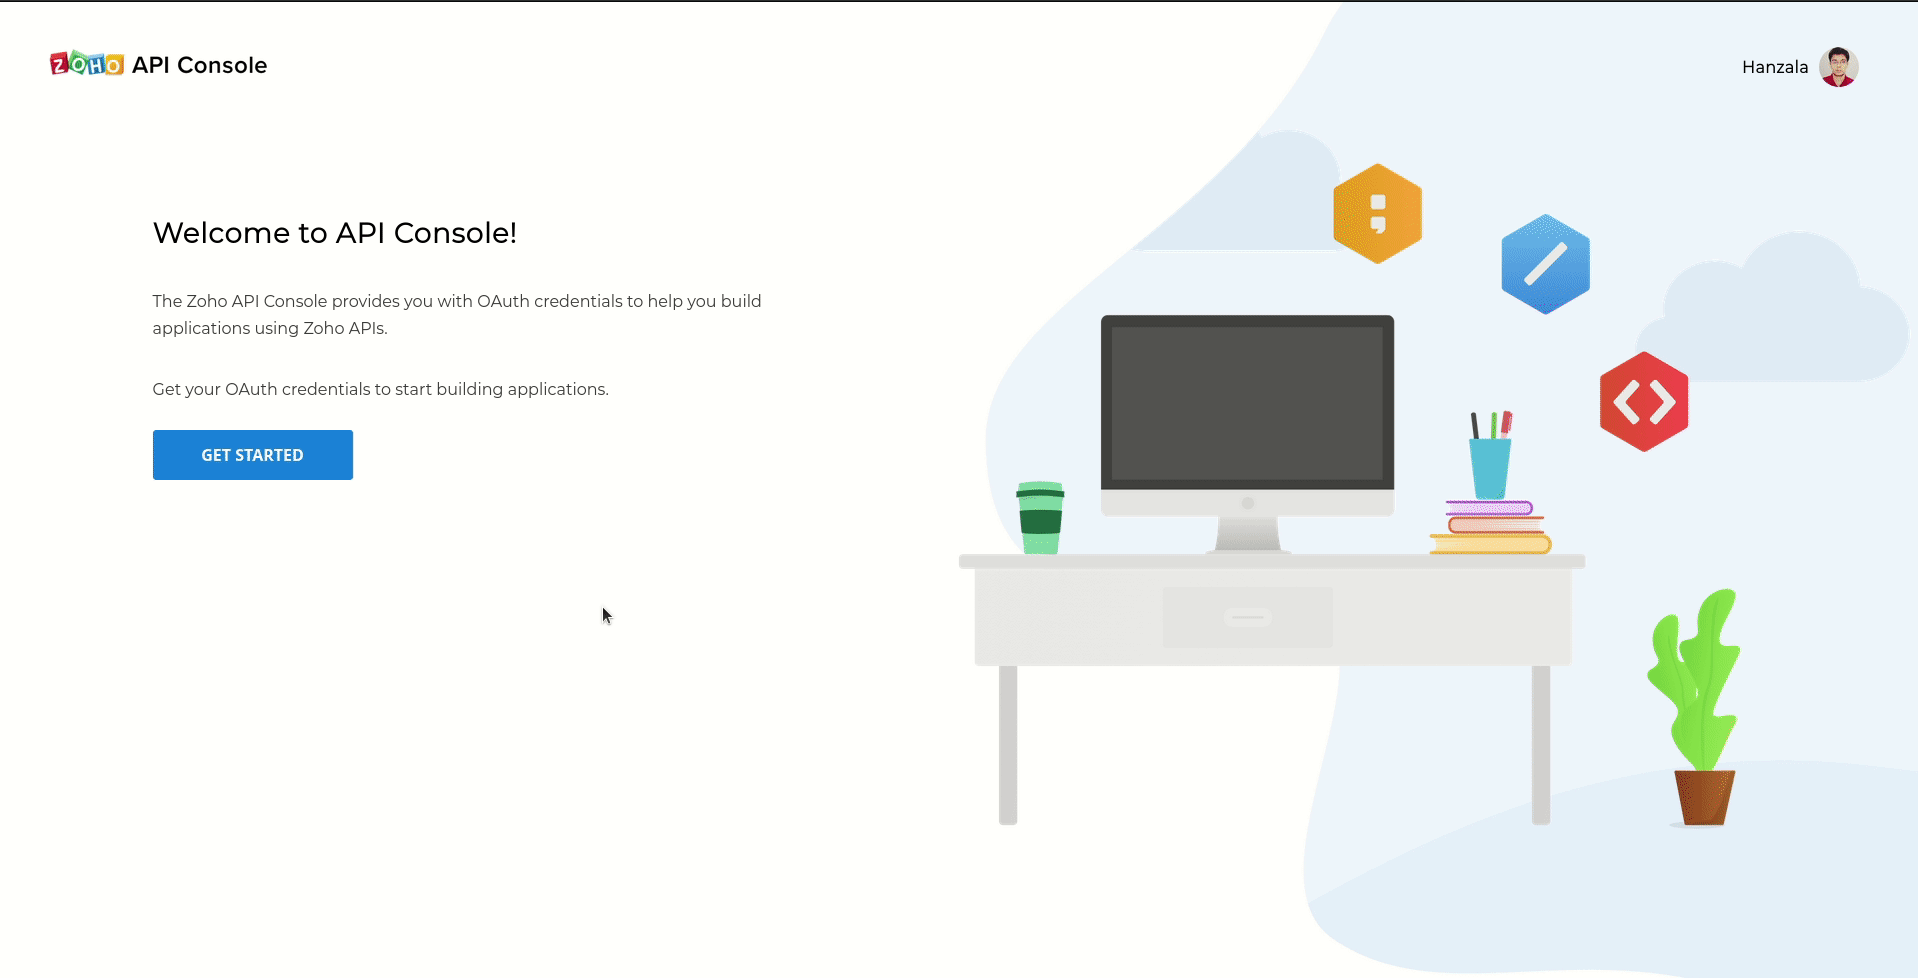 ZOHO API Console
Hanzala
Welcome to API Console!
The Zoho API Console provides you with OAuth credentials to help you build
applications using Zoho APIs.
Get your OAuth credentials to start building applications.
GET STARTED